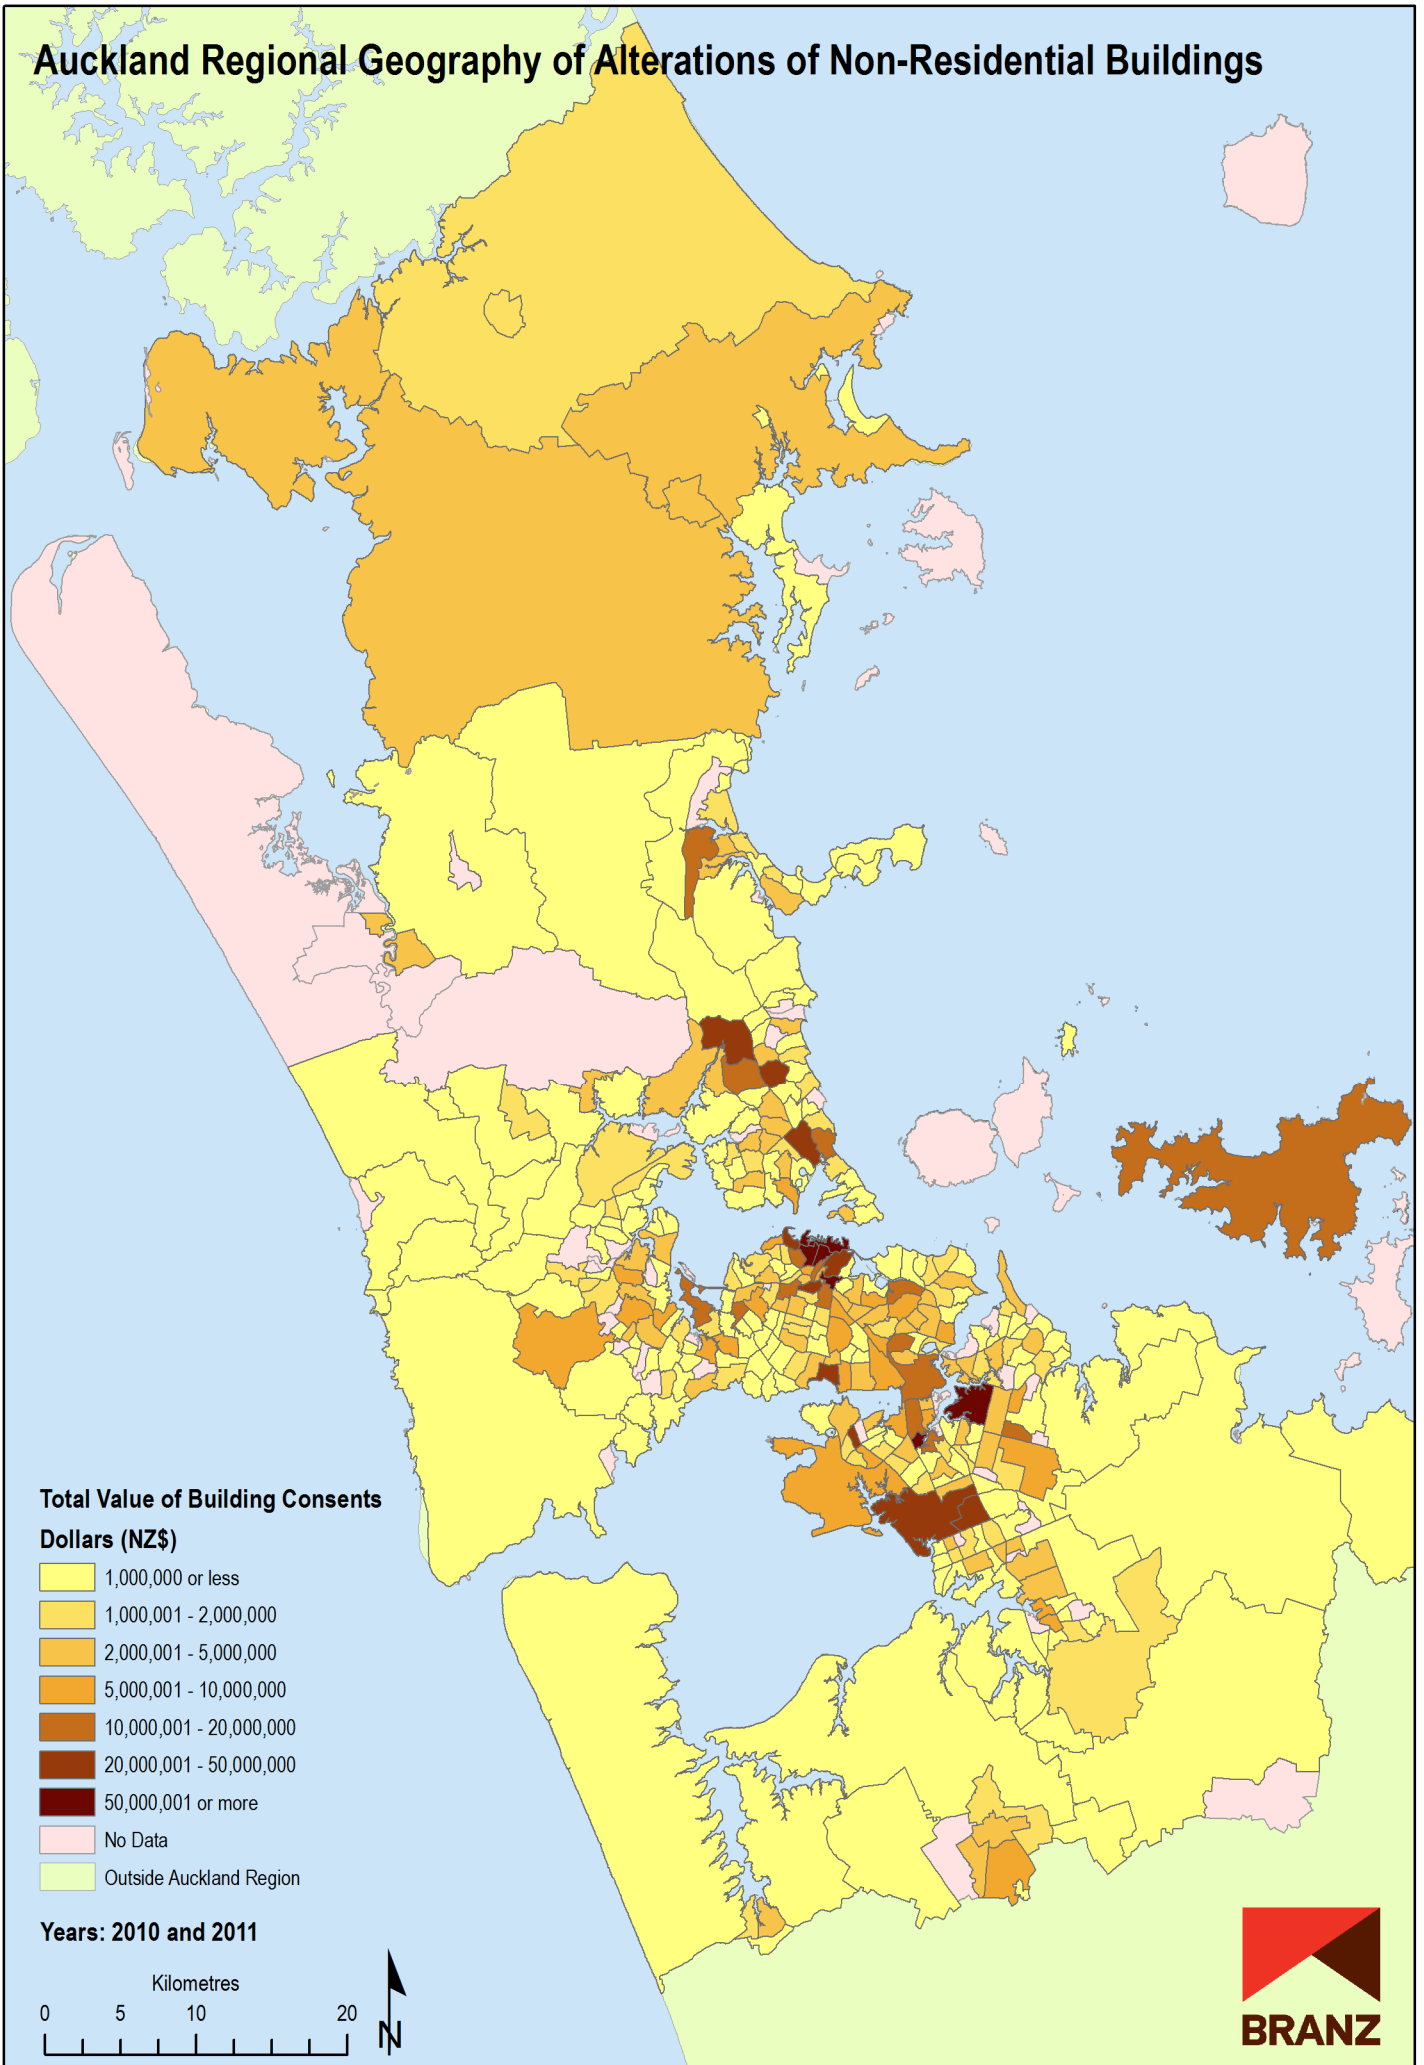 Auckland Regional Geography of Alterations of Non-Residential Buildings
Total Value of Building Consents
Dollars (NZ$)
1,000,000 or less
1,000,001 - 2,000,000
2,000,001 - 5,000,000
5,000,001 - 10,000,000
10,000,001 - 20,000,000
20,000,001 - 50,000,000
50,000,001 or more
No Data
Outside Auckland Region
Years: 2010 and 2011
Kilometres
0 5 10 20
N
BRANZ